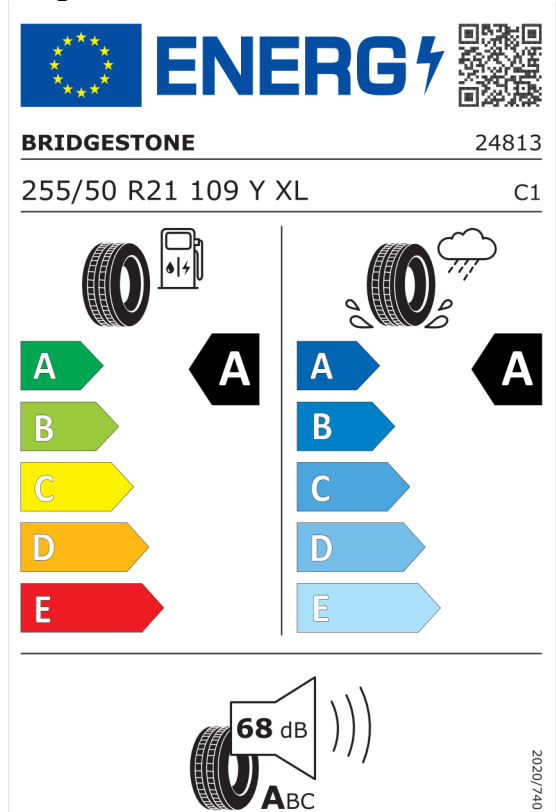 ENERG
BRIDGESTONE 24813
255/50 R21 109 Y XL C1
A A
B
C
D
E
A A
B
C
D
E
68 dB
ABC
2020/740